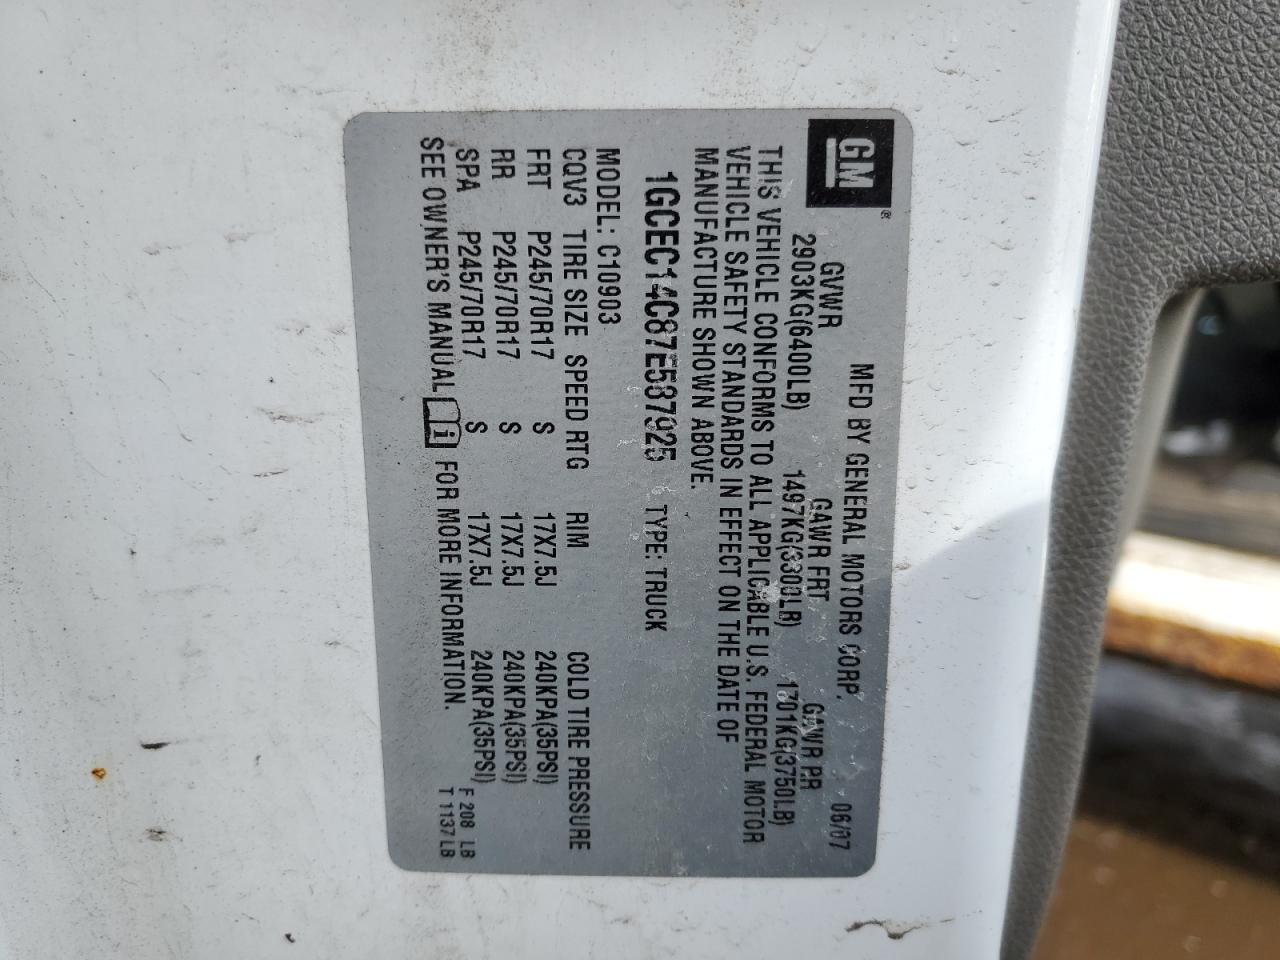 GM
®
MFD BY GENERAL MOTORS CORP. 06/07
GVWR GAWR FRT GAWR RR
2903KG(6400LB) 1497KG(3300LB) 1701KG(3750LB)
THIS VEHICLE CONFORMS TO ALL APPLICABLE U.S. FEDERAL MOTOR
VEHICLE SAFETY STANDARDS IN EFFECT ON THE DATE OF
MANUFACTURE SHOWN ABOVE.
1GCEC14C87E587925 TYPE: TRUCK
MODEL: C10903
CQV3 TIRE SIZE SPEED RTG RIM COLD TIRE PRESSURE
FRT P245/70R17 S 17X7.5J 240KPA(35PSI)
RR P245/70R17 S 17X7.5J 240KPA(35PSI)
SPA P245/70R17 S 17X7.5J 240KPA(35PSI)
SEE OWNER'S MANUAL i FOR MORE INFORMATION.
F 208 LB
T 1137 LB